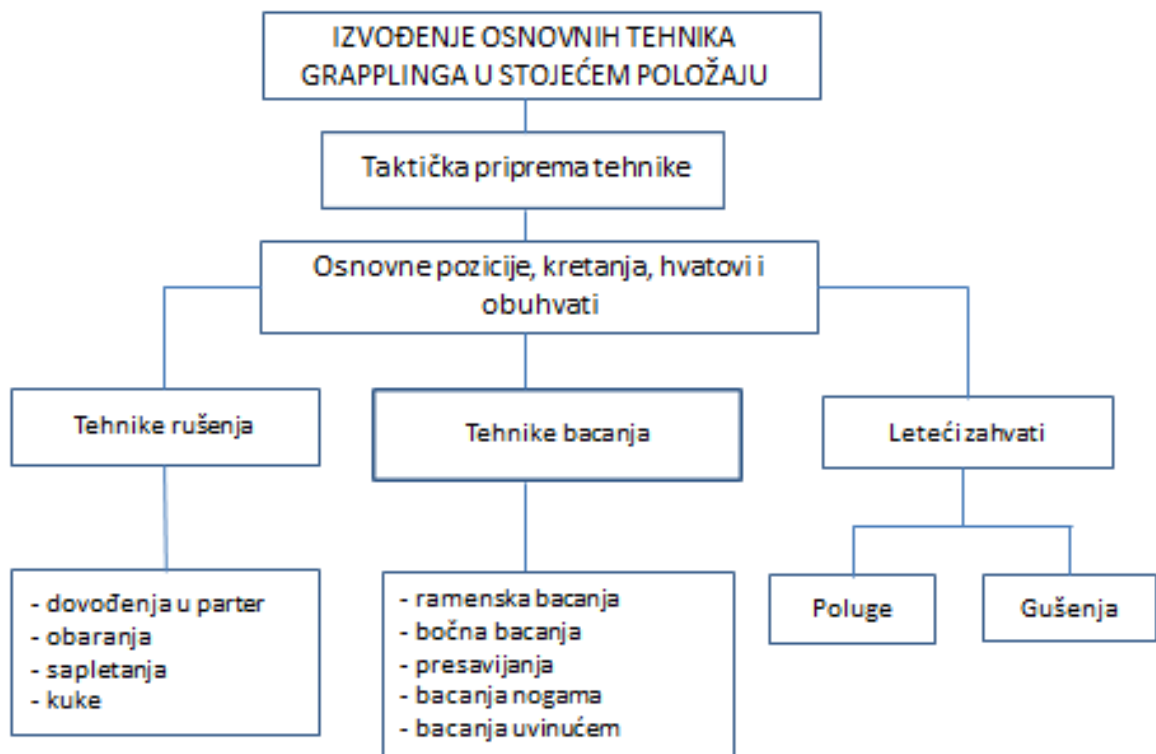 IZVOĐENJE OSNOVNIH TEHNIKA
GRAPPLINGA U STOJEĆEM POLOŽAJU
Taktička priprema tehnike
Osnovne pozicije, kretanja, hvatovi i
obuhvati
Tehnike rušenja
Tehnike bacanja
Leteći zahvati
- dovođenja u parter
- obaranja
- sapletanja
- kuke
- ramenska bacanja
- bočna bacanja
- presavijanja
- bacanja nogama
- bacanja uvinućem
Poluge
Gušenja